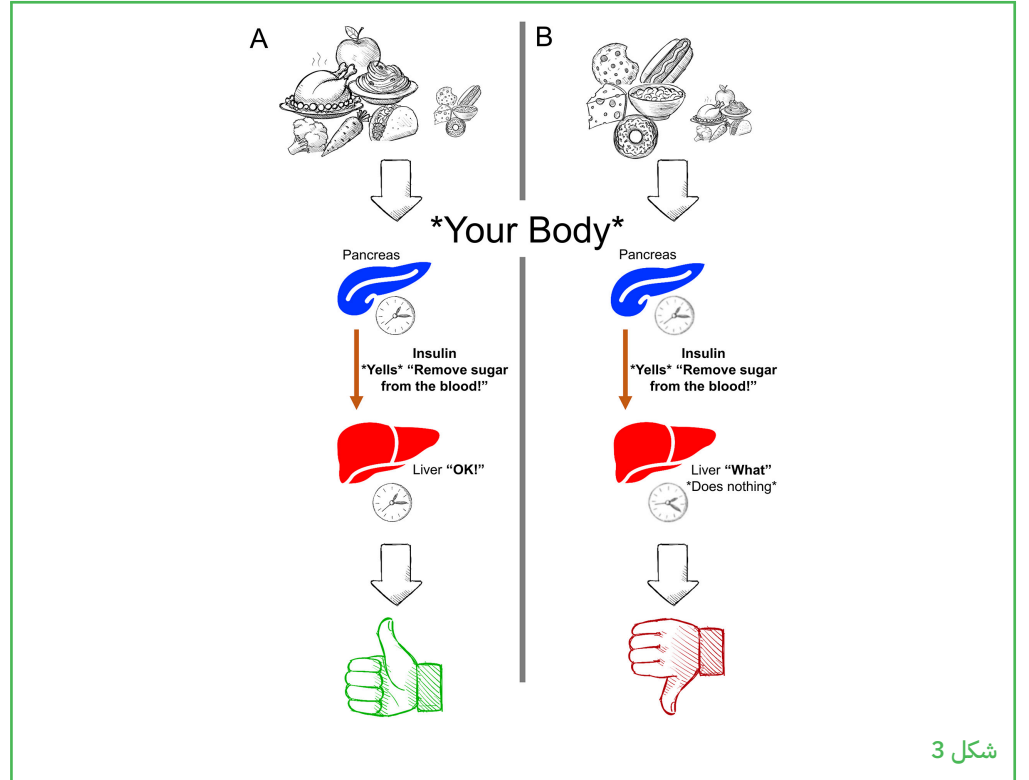 A
B
*Your Body*
Pancreas
Insulin
*Yells* “Remove sugar
from the blood!”
Liver “OK!”
Pancreas
Insulin
*Yells* “Remove sugar
from the blood!”
Liver “What”
*Does nothing*
شكل 3